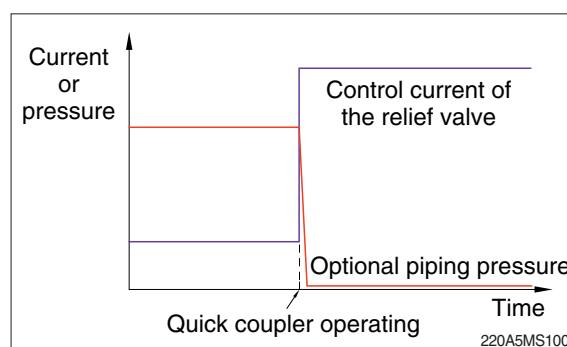 Current
or
pressure
Control current of
the relief valve
Optional piping pressure
Time
Quick coupler operating
220A5MS100